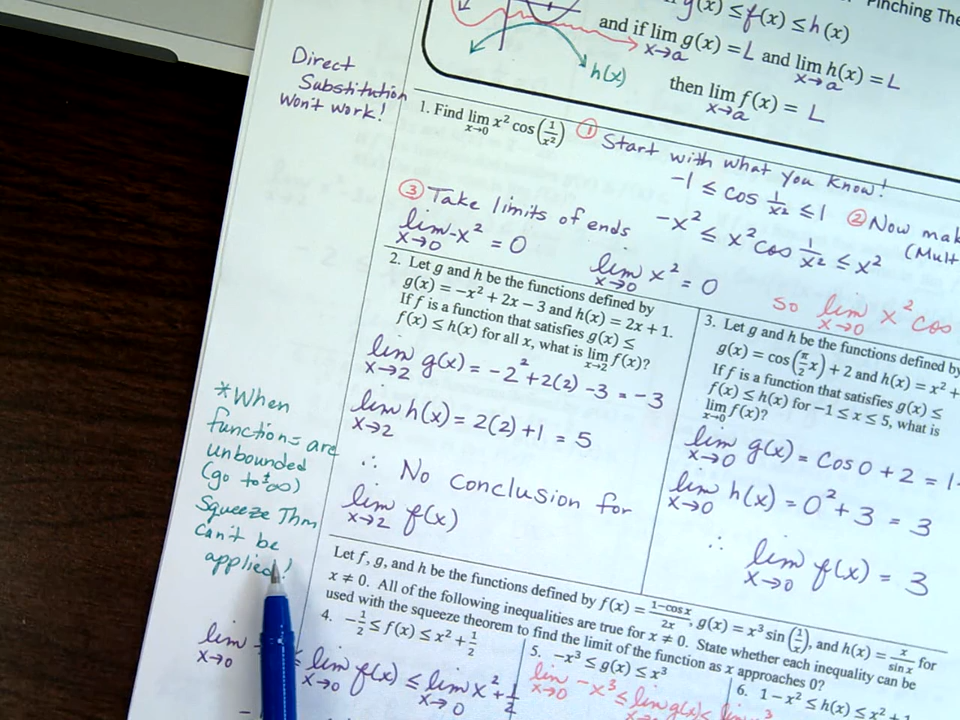 Pinching The
g(x) ≤ f(x) ≤ h(x)
and if lim x→a g(x) = L and lim x→a h(x) = L
h(x)
then lim x→a f(x) = L
Direct
Substitution
Won't work!
1. Find lim x→0 x² cos(1/x²)
① Start with what you know!
-1 ≤ cos 1/x² ≤ 1
② Now mak
(Mult
-x² ≤ x² cos 1/x² ≤ x²
③ Take limits of ends
lim x→0 -x² = 0
lim x→0 x² = 0
so lim x→0 x² cos
2. Let g and h be the functions defined by
g(x) = -x² + 2x - 3 and h(x) = 2x + 1.
If f is a function that satisfies g(x) ≤
f(x) ≤ h(x) for all x, what is lim x→2 f(x)?
lim x→2 g(x) = -2² + 2(2) - 3 = -3
lim x→2 h(x) = 2(2) + 1 = 5
∴ No conclusion for
lim x→2 f(x)
3. Let g and h be the functions defined by
g(x) = cos(π/2 x) + 2 and h(x) = x² +
If f is a function that satisfies g(x) ≤
f(x) ≤ h(x) for -1 ≤ x ≤ 5, what is
lim x→0 f(x)?
lim x→0 g(x) = cos 0 + 2 = 1
lim x→0 h(x) = 0² + 3 = 3
∴ lim x→0 f(x) = 3
*When
functions are
unbounded
(go to ±∞)
Squeeze Thm
can't be
applied!
Let f, g, and h be the functions defined by f(x) = 1-cos x/2x, g(x) = x³ sin(1/x), and h(x) = x/sin x for
x ≠ 0. All of the following inequalities are true for x ≠ 0. State whether each inequality can be
used with the squeeze theorem to find the limit of the function as x approaches 0?
4. -1/2 ≤ f(x) ≤ x² + 1/2
lim x→0
≤ lim x→0 f(x) ≤ lim x→0 x² + 1/2
5. -x³ ≤ g(x) ≤ x³
lim x→0 -x³ ≤ lim g(x) ≤ lim x³
6. 1 - x² ≤ h(x) ≤ x² +